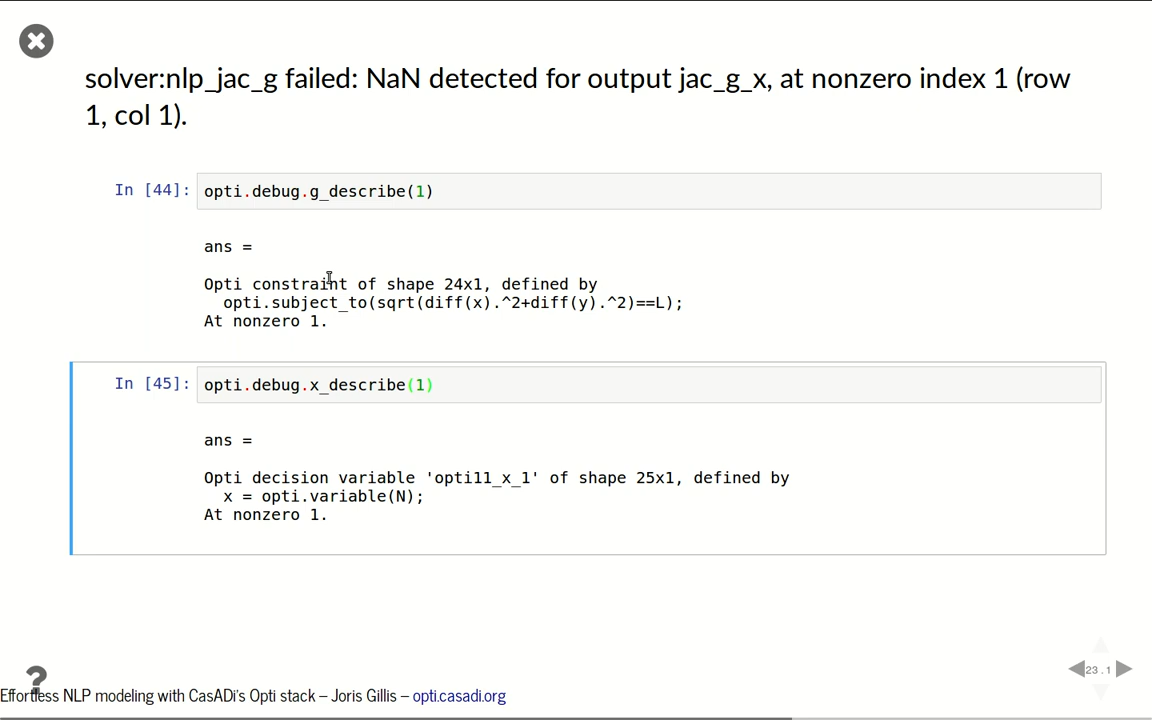 solver:nlp_jac_g failed: NaN detected for output jac_g_x, at nonzero index 1 (row
1, col 1).
In [44]: opti.debug.g_describe(1)
ans =
Opti constraint of shape 24x1, defined by
opti.subject_to(sqrt(diff(x).^2+diff(y).^2)==L);
At nonzero 1.
In [45]: opti.debug.x_describe(1)
ans =
Opti decision variable 'opti11_x_1' of shape 25x1, defined by
x = opti.variable(N);
At nonzero 1.
?
23.1
Effortless NLP modeling with CasADi's Opti stack – Joris Gillis – opti.casadi.org